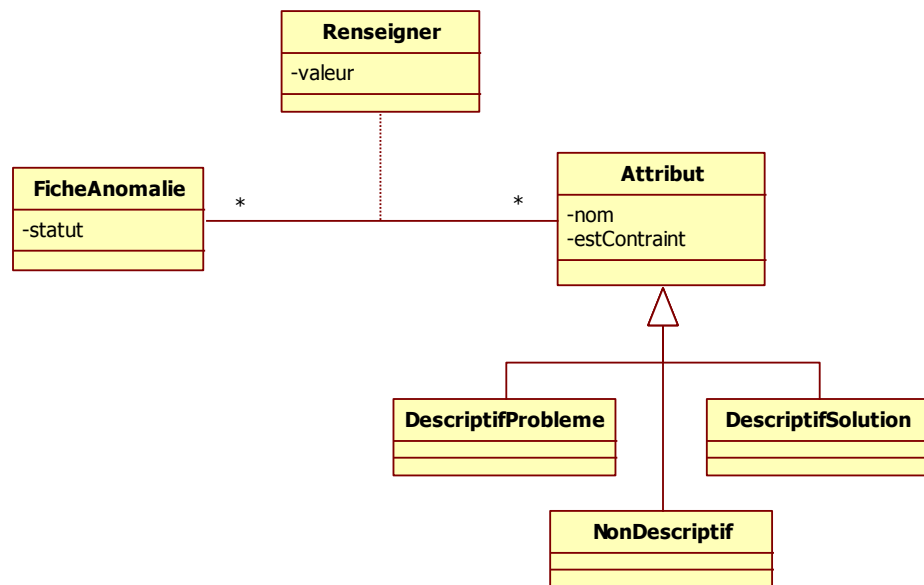 Renseigner
-valeur
FicheAnomalie
-statut
*
*
Attribut
-nom
-estContraint
DescriptifProbleme
DescriptifSolution
NonDescriptif